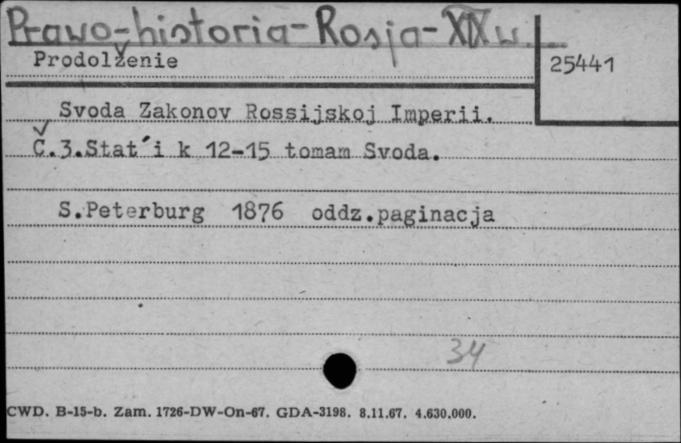 Prawo-historia-Rosja-XIX w.
Prodolženie
25441
Svoda Zakonov Rossijskoj Imperii.
Č.3.Stat´i k 12-15 tomam Svoda.
S.Peterburg 1876 oddz.paginacja
34
CWD. B-15-b. Zam. 1726-DW-On-67. GDA-3198. 8.11.67. 4.630.000.